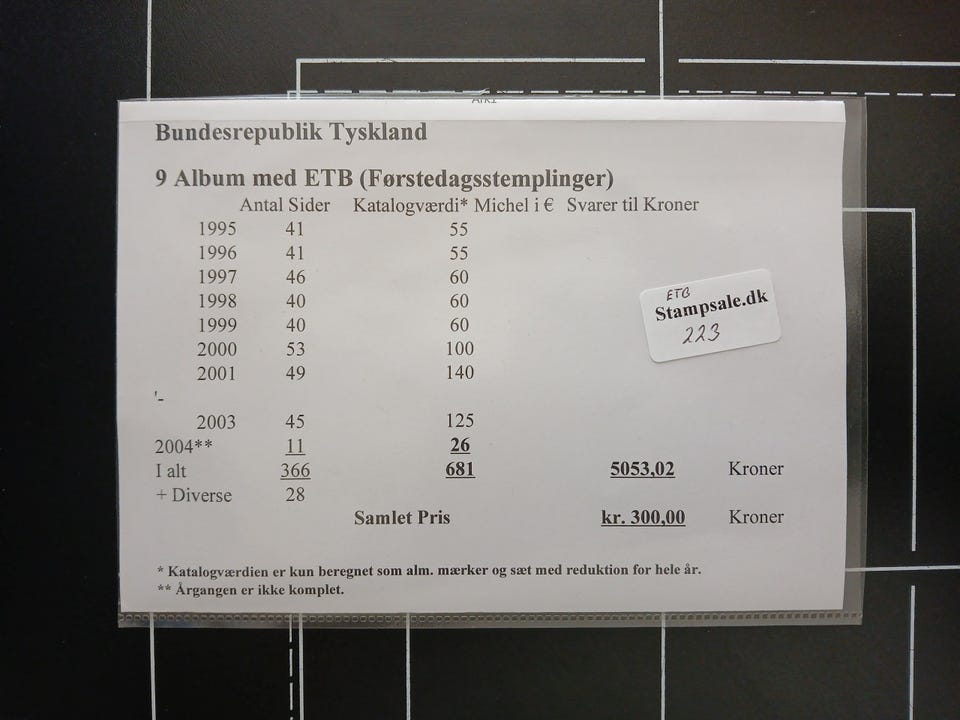 Ark1
Bundesrepublik Tyskland
9 Album med ETB (Førstedagsstemplinger)
Antal Sider Katalogværdi* Michel i € Svarer til Kroner
1995 41 55
1996 41 55
1997 46 60
1998 40 60
1999 40 60
2000 53 100
2001 49 140
'-
2003 45 125
2004** 11 26
I alt 366 681 5053,02 Kroner
+ Diverse 28
Samlet Pris kr. 300,00 Kroner
* Katalogværdien er kun beregnet som alm. mærker og sæt med reduktion for hele år.
** Årgangen er ikke komplet.
ETB
Stampsale.dk
223